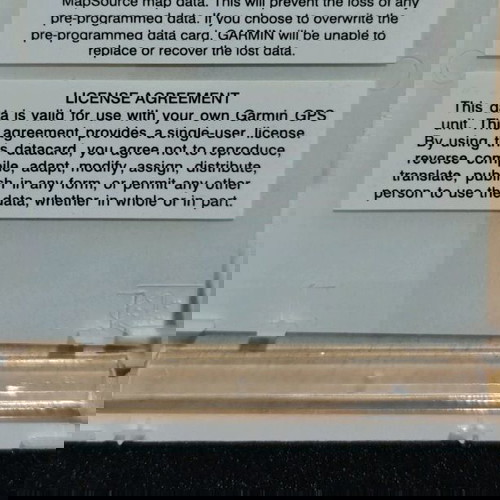 MapSource map data. This will prevent the loss of any
pre-programmed data. If you choose to overwrite the
pre-programmed data card, GARMIN will be unable to
replace or recover the lost data.
LICENSE AGREEMENT
This data is valid for use with your own Garmin GPS
unit. This agreement provides a single-user license.
By using this datacard, you agree not to reproduce,
reverse compile, adapt, modify, assign, distribute,
translate, publish in any form, or permit any other
person to use the data, whether in whole or in part.